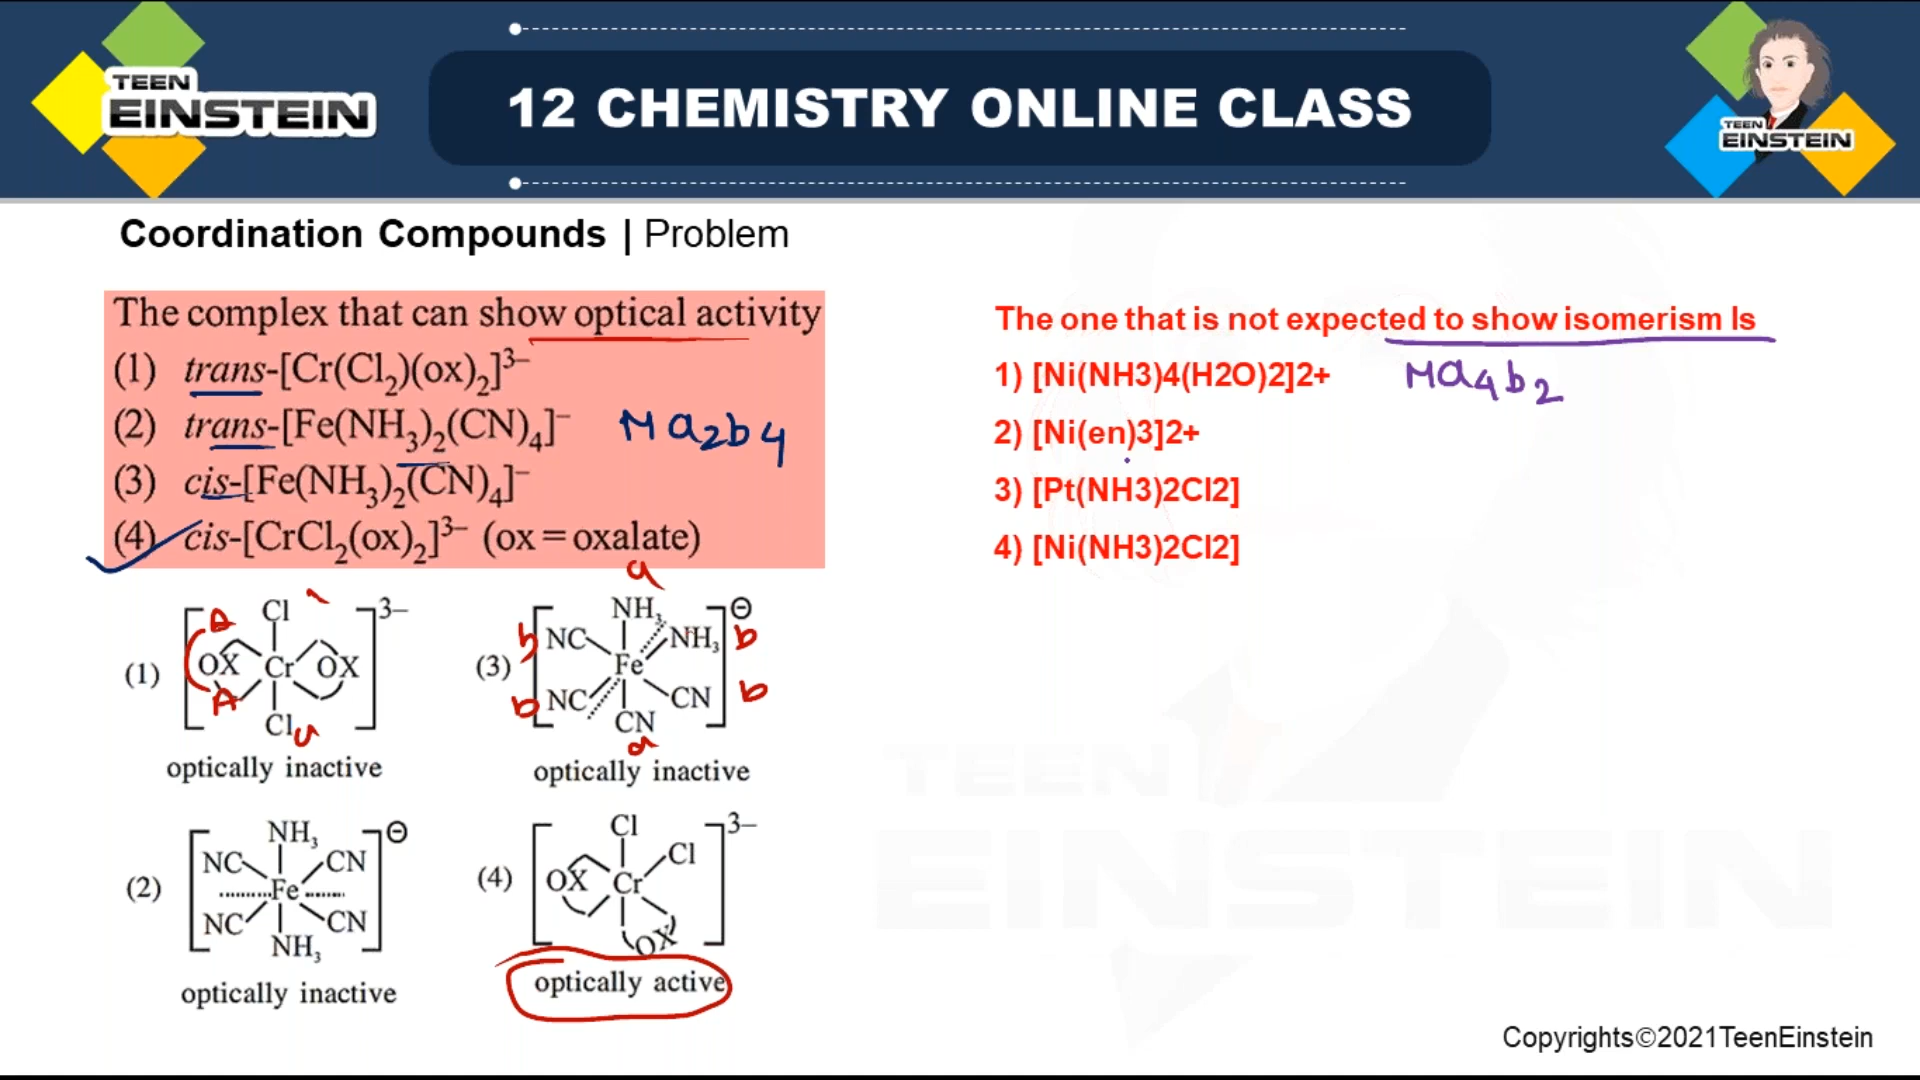 TEEN
EINSTEIN
12 CHEMISTRY ONLINE CLASS
TEEN
EINSTEIN
Coordination Compounds | Problem
The complex that can show optical activity
(1) trans-[Cr(Cl₂)(ox)₂]³⁻
(2) trans-[Fe(NH₃)₂(CN)₄]⁻ Ma₂b₄
(3) cis-[Fe(NH₃)₂(CN)₄]⁻
(4) cis-[CrCl₂(ox)₂]³⁻ (ox = oxalate)
The one that is not expected to show isomerism Is
1) [Ni(NH3)4(H2O)2]2+ Ma₄b₂
2) [Ni(en)3]2+
3) [Pt(NH3)2Cl2]
4) [Ni(NH3)2Cl2]
(1)
A Cl 3–
OX Cr OX
A Cl a
optically inactive
(3)
a
NH₃ ⊖
b NC NH₃ b
Fe
b NC CN b
CN
a
optically inactive
(2)
NH₃ ⊖
NC CN
Fe
NC CN
NH₃
optically inactive
(4)
Cl 3–
Cl
OX Cr
OX
optically active
TEEN
EINSTEIN
Copyrights©2021TeenEinstein